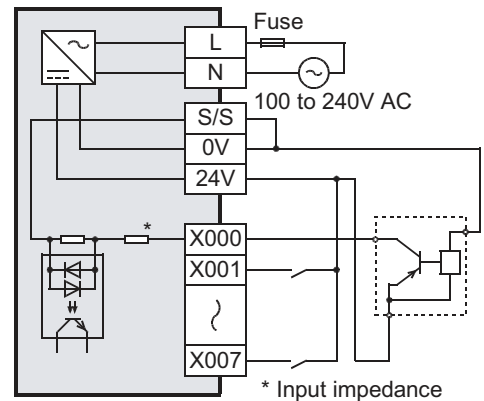 Fuse
L
N
100 to 240V AC
S/S
0V
24V
*
X000
X001
X007
* Input impedance